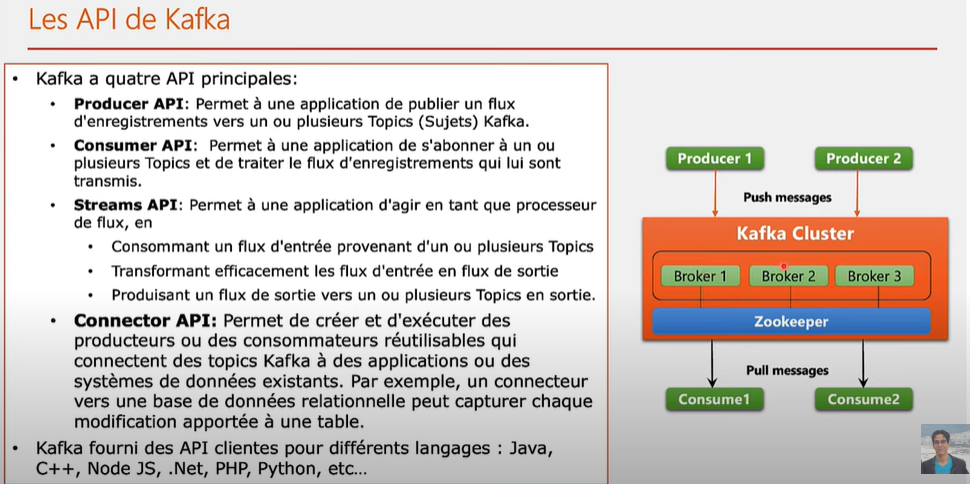 Les API de Kafka
• Kafka a quatre API principales:
• Producer API: Permet à une application de publier un flux
d'enregistrements vers un ou plusieurs Topics (Sujets) Kafka.
• Consumer API: Permet à une application de s'abonner à un ou
plusieurs Topics et de traiter le flux d'enregistrements qui lui sont
transmis.
• Streams API: Permet à une application d'agir en tant que processeur
de flux, en
• Consommant un flux d'entrée provenant d'un ou plusieurs Topics
• Transformant efficacement les flux d'entrée en flux de sortie
• Produisant un flux de sortie vers un ou plusieurs Topics en sortie.
• Connector API: Permet de créer et d'exécuter des
producteurs ou des consommateurs réutilisables qui
connectent des topics Kafka à des applications ou des
systèmes de données existants. Par exemple, un connecteur
vers une base de données relationnelle peut capturer chaque
modification apportée à une table.
• Kafka fourni des API clientes pour différents langages : Java,
C++, Node JS, .Net, PHP, Python, etc...
Producer 1
Producer 2
Push messages
Kafka Cluster
Broker 1
Broker 2
Broker 3
Zookeeper
Pull messages
Consume1
Consume2